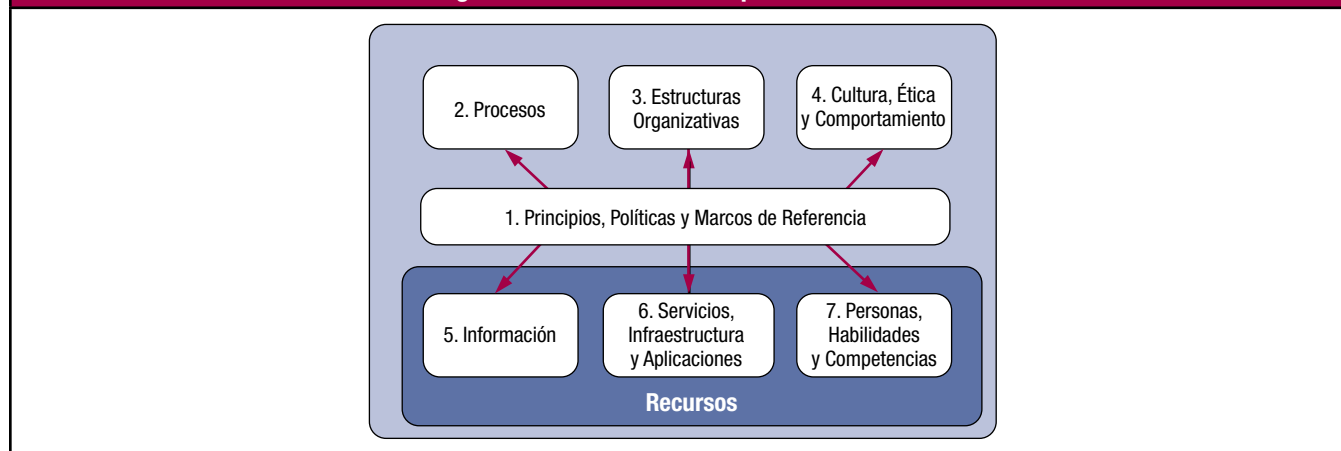 2. Procesos
3. Estructuras
Organizativas
4. Cultura, Ética
y Comportamiento
1. Principios, Políticas y Marcos de Referencia
5. Información
6. Servicios,
Infraestructura
y Aplicaciones
7. Personas,
Habilidades
y Competencias
Recursos